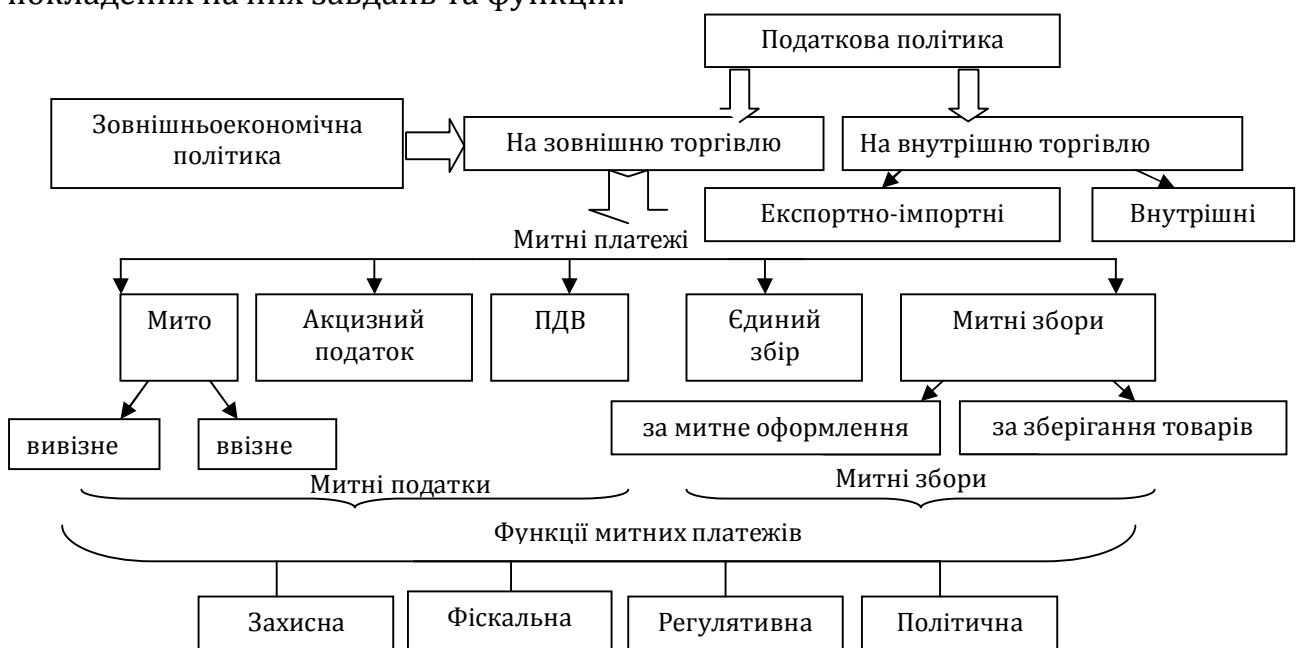 покладених на них завдань та функцій.
Податкова політика
Зовнішньоекономічна
політика
На зовнішню торгівлю
На внутрішню торгівлю
Експортно-імпортні
Внутрішні
Митні платежі
Мито
Акцизний
податок
ПДВ
Єдиний
збір
Митні збори
вивізне
ввізне
за митне оформлення
за зберігання товарів
Митні податки
Митні збори
Функції митних платежів
Захисна
Фіскальна
Регулятивна
Політична